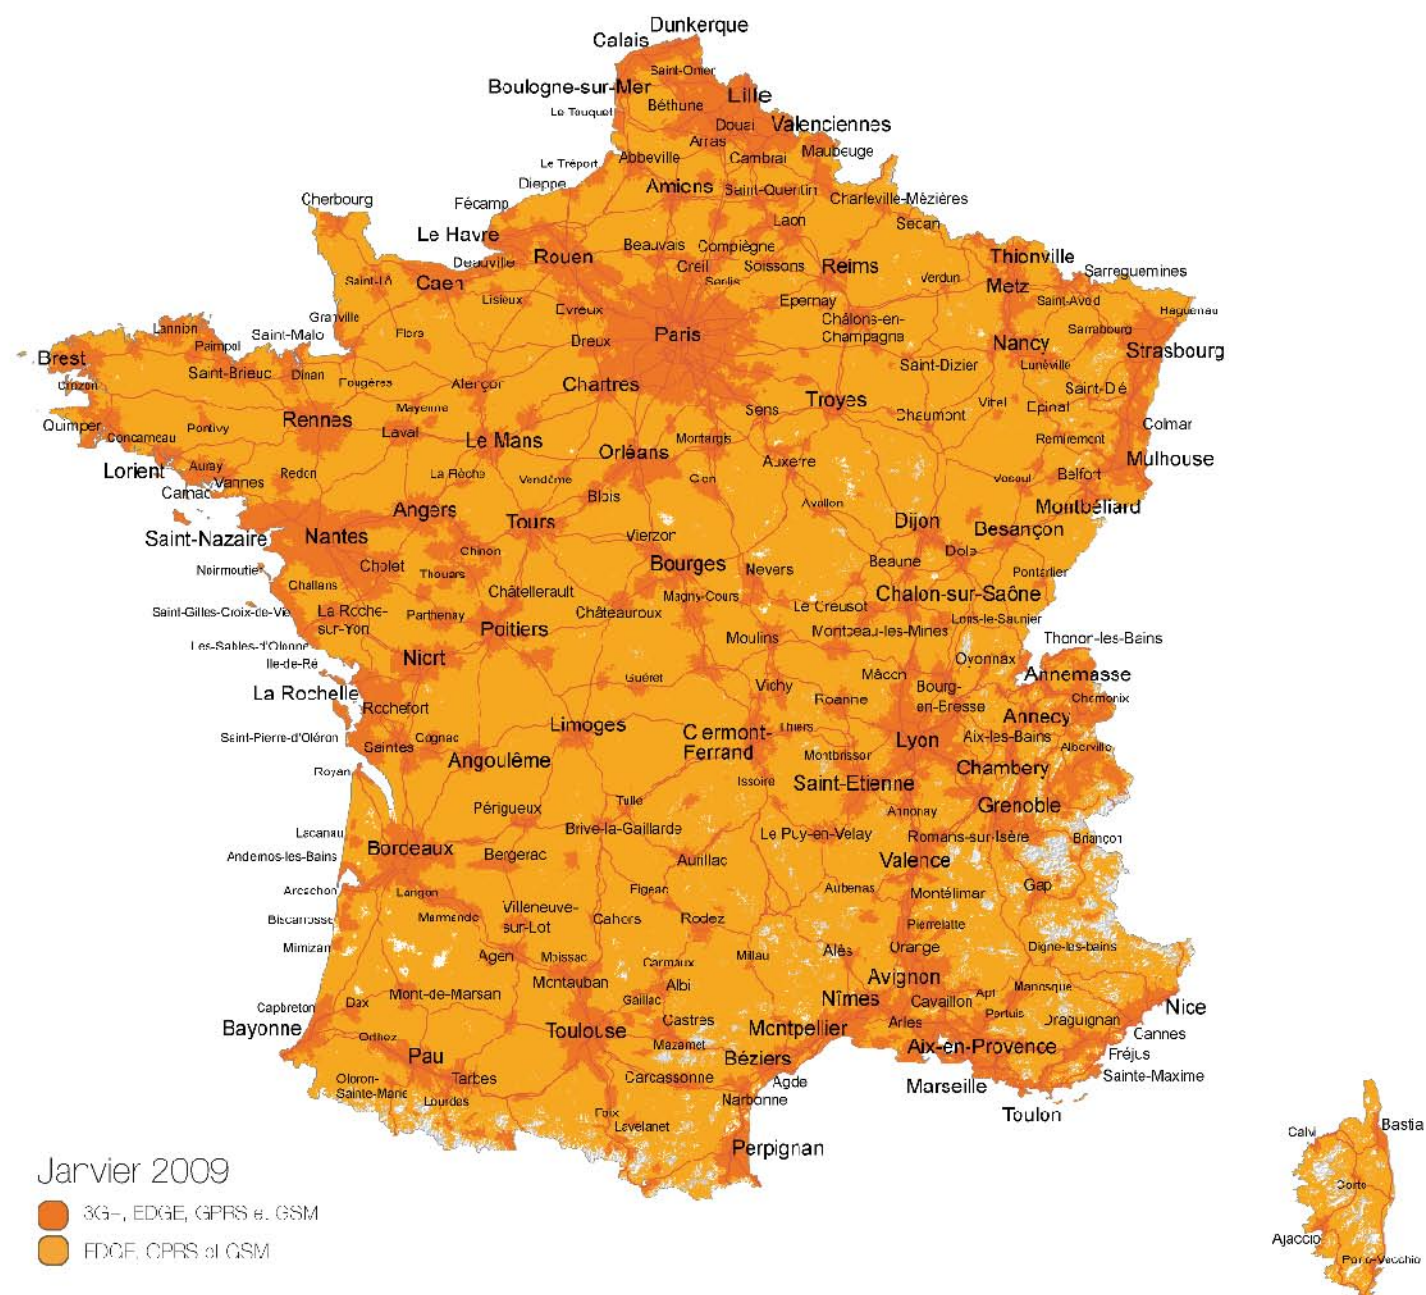 Dunkerque
Calais
Saint-Omer
Boulogne-sur-Mer
Lille
Béthune
Le Touquet
Douai
Valenciennes
Arras
Maubeuge
Abbeville
Cambrai
Le Tréport
Dieppe
Amiens
Saint-Quentin
Charleville-Mézières
Cherbourg
Fécamp
Laon
Sedan
Le Havre
Beauvais
Compiègne
Rouen
Thionville
Deauville
Creil
Soissons
Reims
Sarreguemines
Saint-Lô
Caen
Senlis
Verdun
Metz
Lisieux
Epernay
Saint-Avold
Haguenau
Granville
Evreux
Châlons-en-
Champagne
Lannion
Saint-Malo
Flers
Paris
Sarrebourg
Paimpol
Dreux
Nancy
Strasbourg
Brest
Saint-Brieuc
Dinan
Saint-Dizier
Lunéville
Crozon
Fougères
Alençon
Chartres
Saint-Dié
Troyes
Vittel
Epinal
Mayenne
Sens
Chaumont
Quimper
Concarneau
Pontivy
Rennes
Laval
Le Mans
Montargis
Colmar
Remiremont
Orléans
Auxerre
Mulhouse
Lorient
Auray
Redon
La Flèche
Vendôme
Gien
Vesoul
Belfort
Carnac
Vannes
Blois
Avallon
Montbéliard
Angers
Tours
Dijon
Besançon
Saint-Nazaire
Nantes
Vierzon
Chinon
Dole
Noirmoutier
Cholet
Thouars
Bourges
Nevers
Beaune
Pontarlier
Challans
Châtellerault
Magny-Cours
Chalon-sur-Saône
Saint-Gilles-Croix-de-Vie
La Roche-
sur-Yon
Parthenay
Châteauroux
Le Creusot
Lons-le-Saunier
Poitiers
Moulins
Montceau-les-Mines
Thonon-les-Bains
Les-Sables-d'Olonne
Ile-de-Ré
Niort
Oyonnax
Annemasse
La Rochelle
Guéret
Vichy
Mâcon
Bourg-
en-Bresse
Roanne
Chamonix
Rochefort
Annecy
Saint-Pierre-d'Oléron
Saintes
Cognac
Limoges
Clermont-
Ferrand
Thiers
Lyon
Aix-les-Bains
Albertville
Angoulême
Montbrison
Chambery
Royan
Issoire
Saint-Etienne
Périgueux
Tulle
Annonay
Grenoble
Lacanau
Brive-la-Gaillarde
Le Puy-en-Velay
Romans-sur-Isère
Briançon
Andernos-les-Bains
Bordeaux
Bergerac
Aurillac
Valence
Arcachon
Langon
Figeac
Aubenas
Montélimar
Gap
Biscarosse
Marmande
Villeneuve-
sur-Lot
Cahors
Rodez
Pierrelatte
Mimizan
Agen
Moissac
Carmaux
Millau
Alès
Orange
Digne-les-bains
Montauban
Albi
Avignon
Capbreton
Dax
Mont-de-Marsan
Gaillac
Nîmes
Cavaillon
Apt
Manosque
Nice
Bayonne
Orthez
Toulouse
Castres
Montpellier
Arles
Pertuis
Draguignan
Cannes
Pau
Mazamet
Béziers
Aix-en-Provence
Fréjus
Oloron-
Sainte-Marie
Tarbes
Carcassonne
Agde
Marseille
Sainte-Maxime
Lourdes
Foix
Narbonne
Toulon
Lavelanet
Perpignan
Calvi
Bastia
Corte
Ajaccio
Porto-Vecchio
Janvier 2009
3G+, EDGE, GPRS et GSM
EDGE, GPRS et GSM